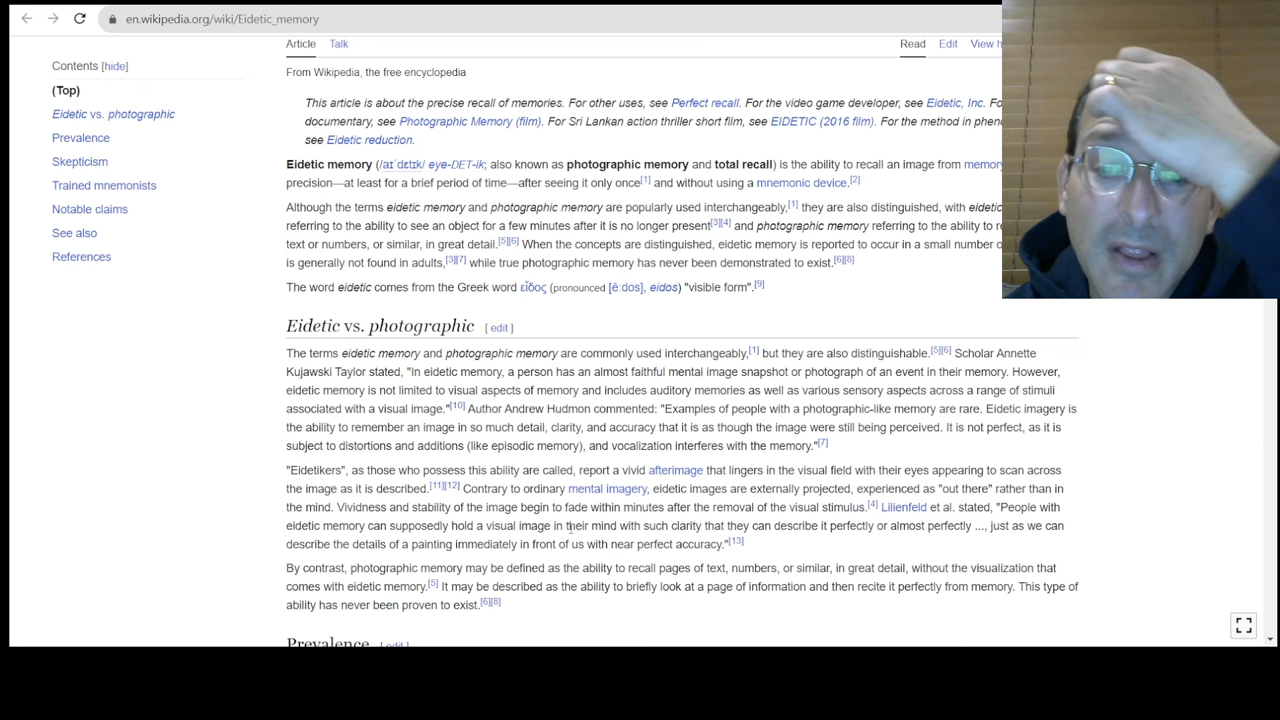 en.wikipedia.org/wiki/Eidetic_memory
Contents [hide]
(Top)
Eidetic vs. photographic
Prevalence
Skepticism
Trained mnemonists
Notable claims
See also
References
Article Talk Read Edit View h
From Wikipedia, the free encyclopedia
This article is about the precise recall of memories. For other uses, see Perfect recall. For the video game developer, see Eidetic, Inc. Fo
documentary, see Photographic Memory (film). For Sri Lankan action thriller short film, see EIDETIC (2016 film). For the method in phen
see Eidetic reduction.
Eidetic memory (/aɪˈdɛtɪk/ eye-DET-ik; also known as photographic memory and total recall) is the ability to recall an image from memory
precision—at least for a brief period of time—after seeing it only once[1] and without using a mnemonic device.[2]
Although the terms eidetic memory and photographic memory are popularly used interchangeably,[1] they are also distinguished, with eidetic
referring to the ability to see an object for a few minutes after it is no longer present[3][4] and photographic memory referring to the ability to r
text or numbers, or similar, in great detail.[5][6] When the concepts are distinguished, eidetic memory is reported to occur in a small number o
is generally not found in adults,[3][7] while true photographic memory has never been demonstrated to exist.[6][8]
The word eidetic comes from the Greek word εἶδος (pronounced [êːdos], eidos) "visible form".[9]
Eidetic vs. photographic [ edit ]
The terms eidetic memory and photographic memory are commonly used interchangeably,[1] but they are also distinguishable.[5][6] Scholar Annette
Kujawski Taylor stated, "In eidetic memory, a person has an almost faithful mental image snapshot or photograph of an event in their memory. However,
eidetic memory is not limited to visual aspects of memory and includes auditory memories as well as various sensory aspects across a range of stimuli
associated with a visual image."[10] Author Andrew Hudmon commented: "Examples of people with a photographic-like memory are rare. Eidetic imagery is
the ability to remember an image in so much detail, clarity, and accuracy that it is as though the image were still being perceived. It is not perfect, as it is
subject to distortions and additions (like episodic memory), and vocalization interferes with the memory."[7]
"Eidetikers", as those who possess this ability are called, report a vivid afterimage that lingers in the visual field with their eyes appearing to scan across
the image as it is described.[11][12] Contrary to ordinary mental imagery, eidetic images are externally projected, experienced as "out there" rather than in
the mind. Vividness and stability of the image begin to fade within minutes after the removal of the visual stimulus.[4] Lilienfeld et al. stated, "People with
eidetic memory can supposedly hold a visual image in their mind with such clarity that they can describe it perfectly or almost perfectly ..., just as we can
describe the details of a painting immediately in front of us with near perfect accuracy."[13]
By contrast, photographic memory may be defined as the ability to recall pages of text, numbers, or similar, in great detail, without the visualization that
comes with eidetic memory.[5] It may be described as the ability to briefly look at a page of information and then recite it perfectly from memory. This type of
ability has never been proven to exist.[6][8]
Prevalence [ edit ]